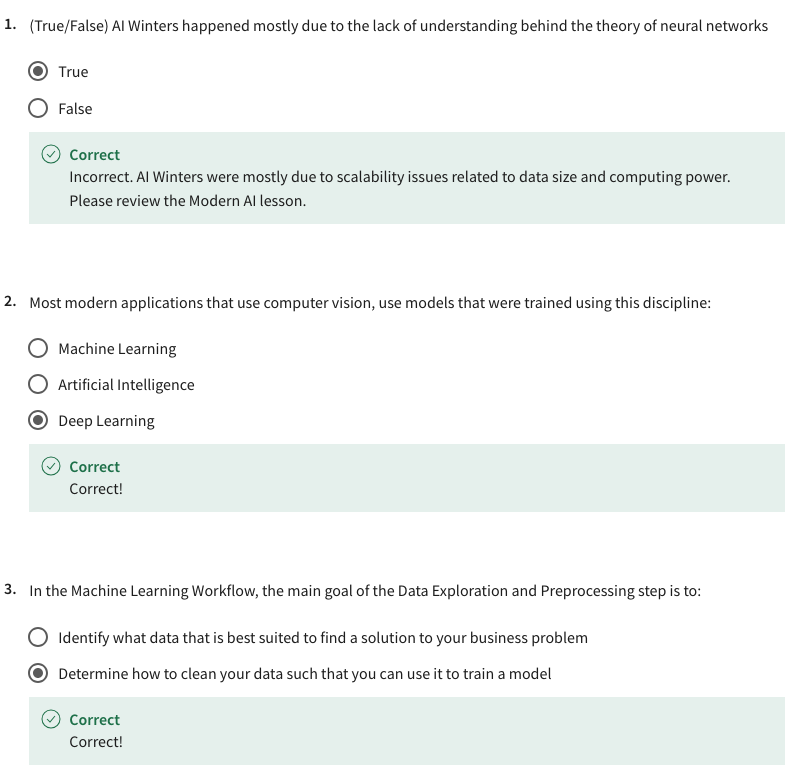 1. (True/False) AI Winters happened mostly due to the lack of understanding behind the theory of neural networks
True
False
Correct
Incorrect. AI Winters were mostly due to scalability issues related to data size and computing power.
Please review the Modern AI lesson.
2. Most modern applications that use computer vision, use models that were trained using this discipline:
Machine Learning
Artificial Intelligence
Deep Learning
Correct
Correct!
3. In the Machine Learning Workflow, the main goal of the Data Exploration and Preprocessing step is to:
Identify what data that is best suited to find a solution to your business problem
Determine how to clean your data such that you can use it to train a model
Correct
Correct!